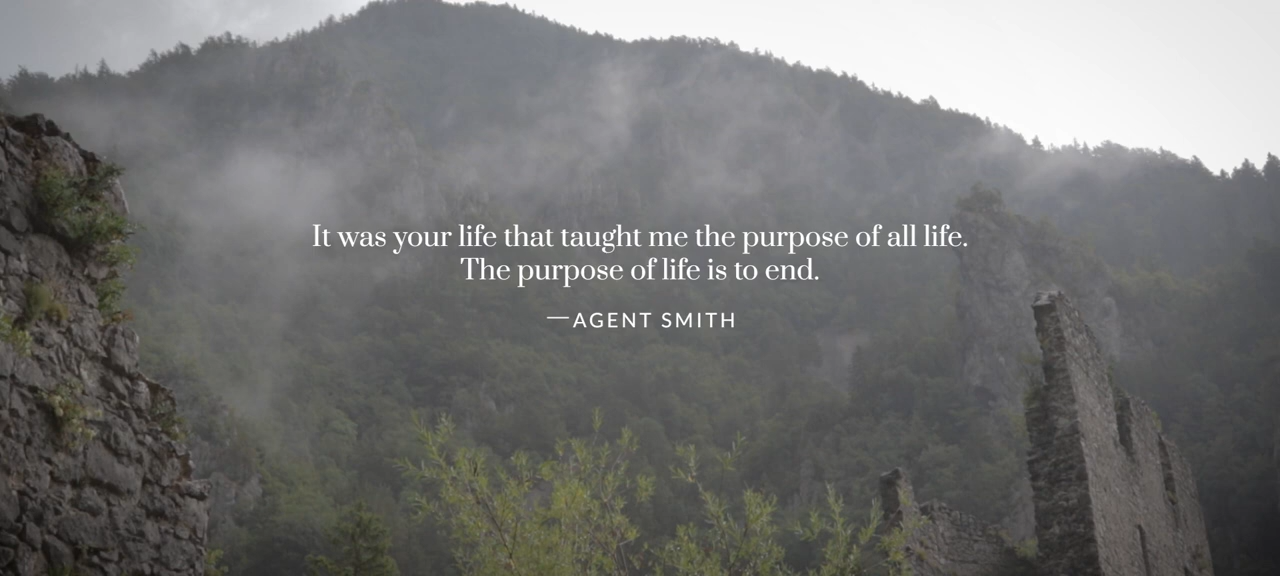 It was your life that taught me the purpose of all life.
The purpose of life is to end.
—AGENT SMITH